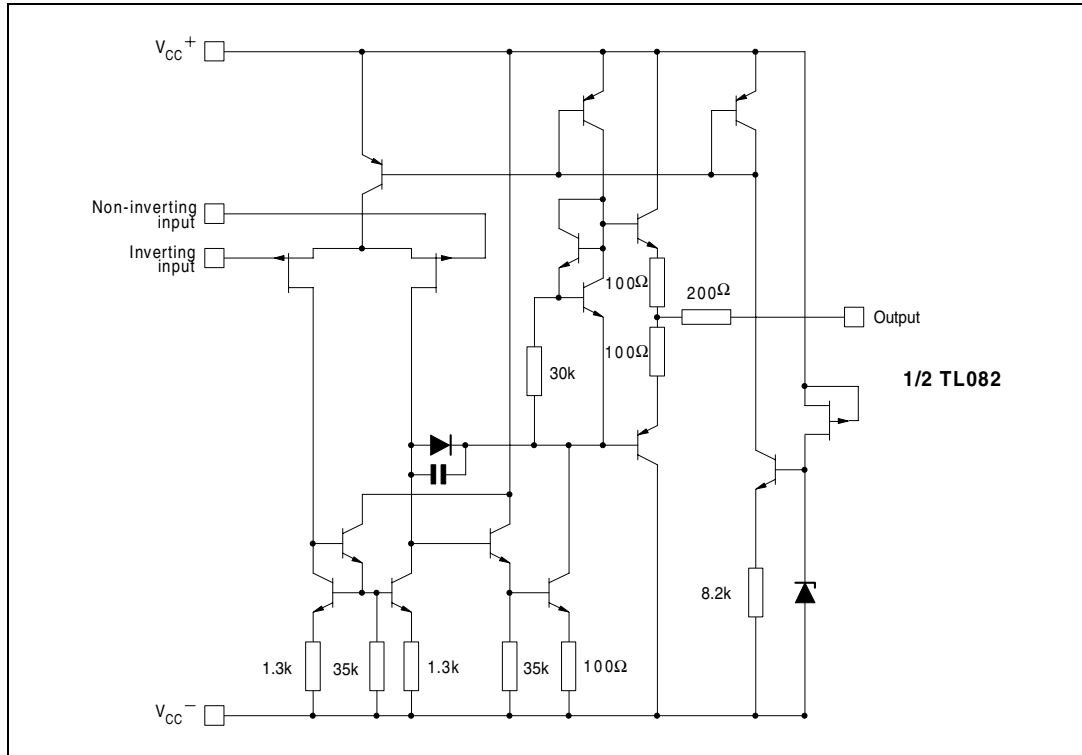 VCC+
Non-inverting
input
Inverting
input
100Ω
200Ω
Output
100Ω
30k
1/2 TL082
8.2k
1.3k
35k
1.3k
35k
100Ω
VCC−